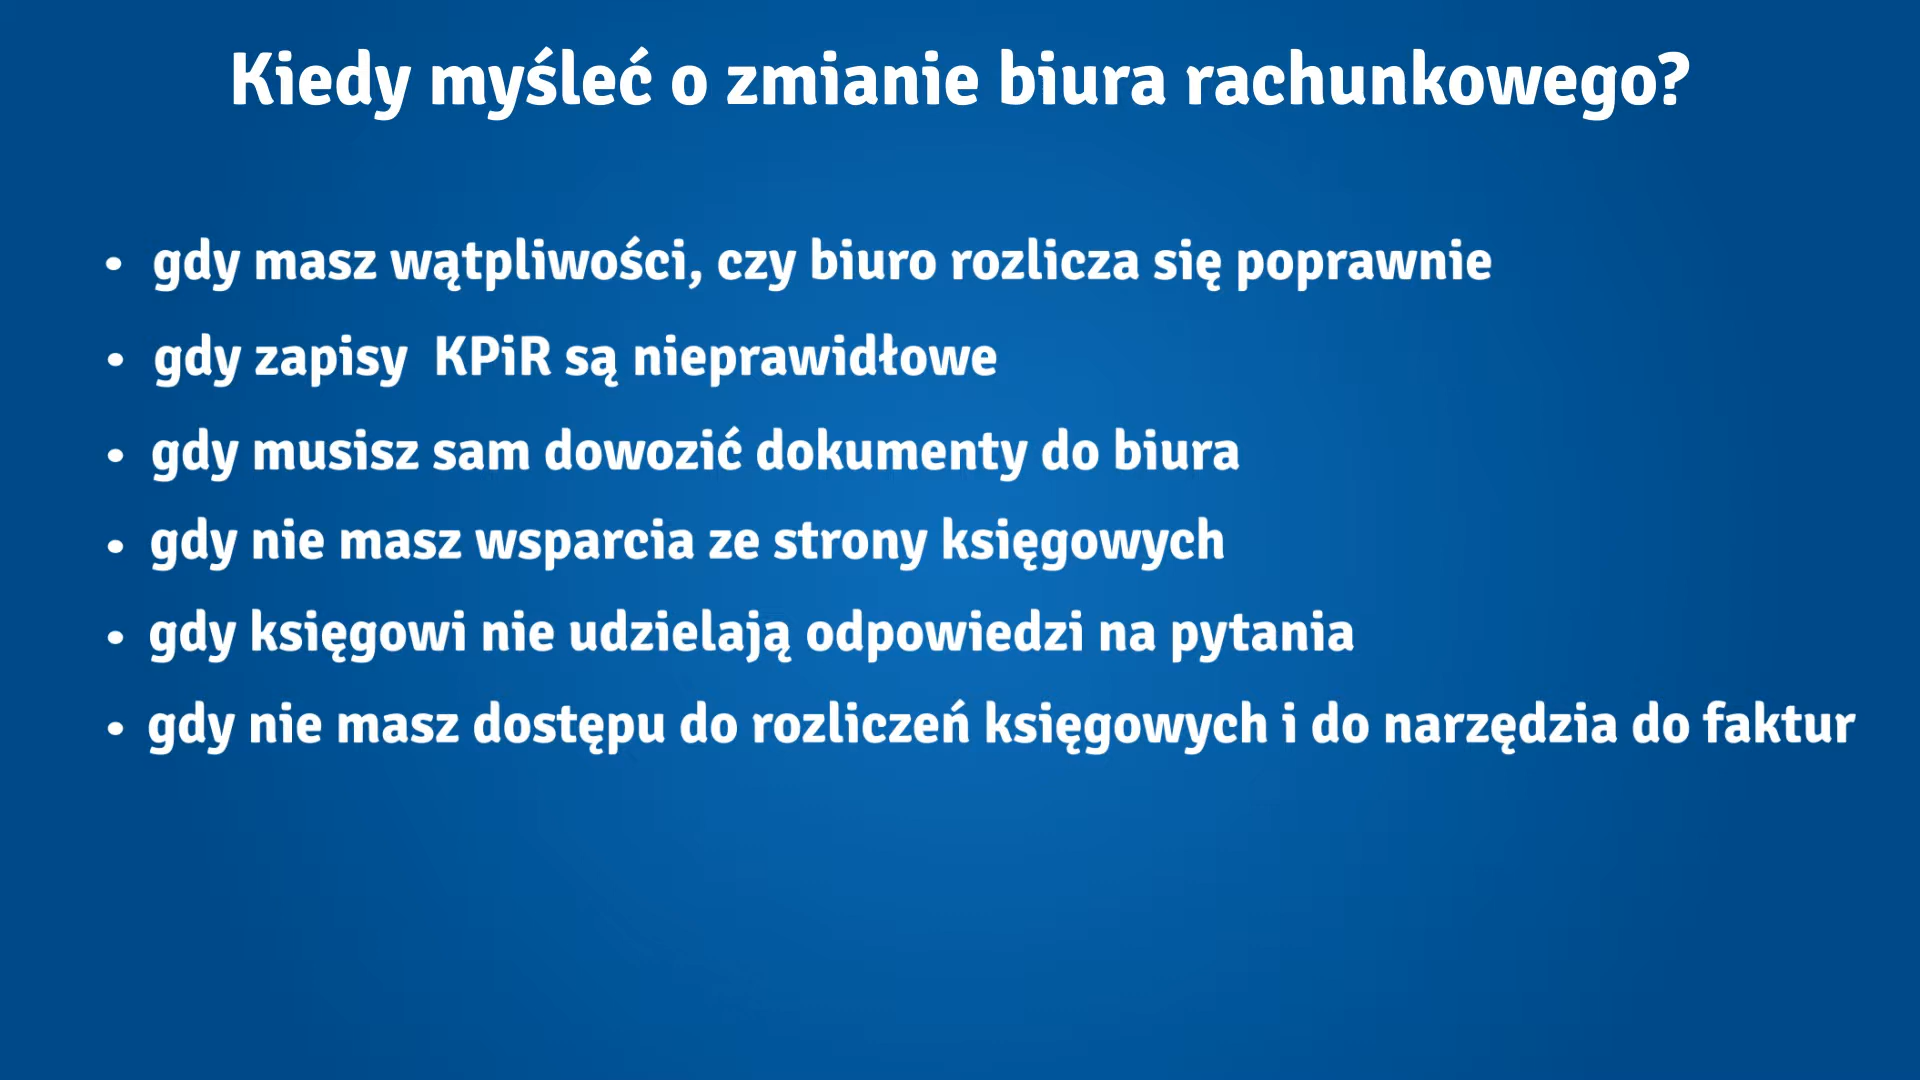 Kiedy myśleć o zmianie biura rachunkowego?
• gdy masz wątpliwości, czy biuro rozlicza się poprawnie
• gdy zapisy  KPiR są nieprawidłowe
• gdy musisz sam dowozić dokumenty do biura
• gdy nie masz wsparcia ze strony księgowych
• gdy księgowi nie udzielają odpowiedzi na pytania
• gdy nie masz dostępu do rozliczeń księgowych i do narzędzia do faktur